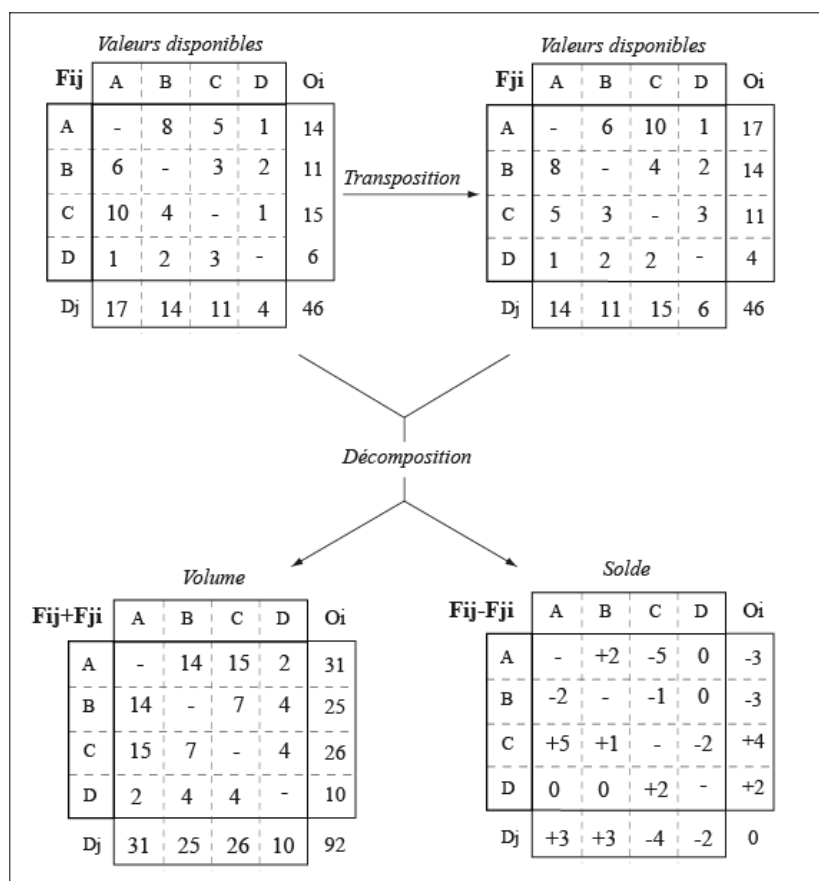 Valeurs disponibles
Fij A B C D Oi
A - 8 5 1 14
B 6 - 3 2 11
C 10 4 - 1 15
D 1 2 3 - 6
Dj 17 14 11 4 46
Transposition
Valeurs disponibles
Fji A B C D Oi
A - 6 10 1 17
B 8 - 4 2 14
C 5 3 - 3 11
D 1 2 2 - 4
Dj 14 11 15 6 46
Décomposition
Volume
Fij+Fji A B C D Oi
A - 14 15 2 31
B 14 - 7 4 25
C 15 7 - 4 26
D 2 4 4 - 10
Dj 31 25 26 10 92
Solde
Fij-Fji A B C D Oi
A - +2 -5 0 -3
B -2 - -1 0 -3
C +5 +1 - -2 +4
D 0 0 +2 - +2
Dj +3 +3 -4 -2 0